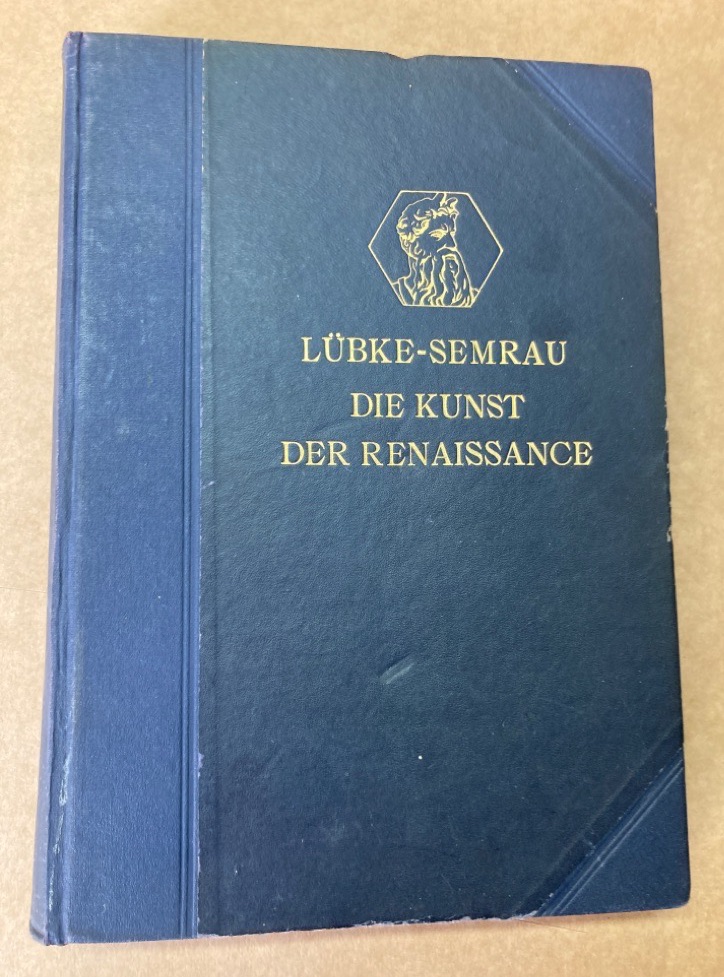 LÜBKE-SEMRAU
DIE KUNST
DER RENAISSANCE